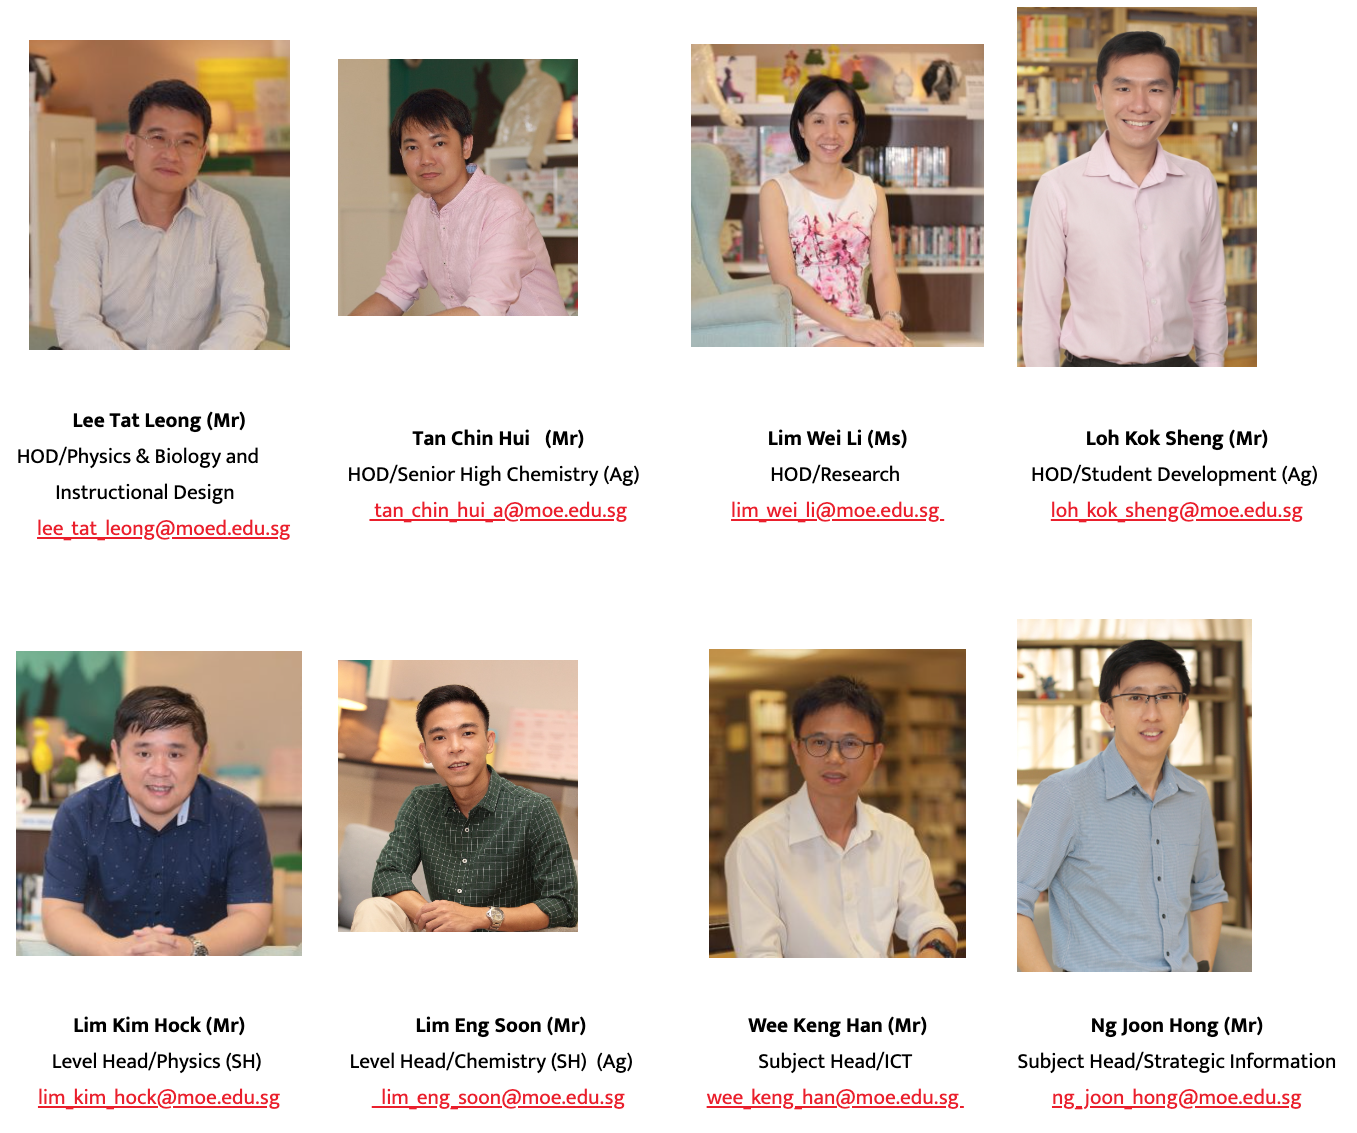 Lee Tat Leong (Mr)
HOD/Physics & Biology and
Instructional Design
lee_tat_leong@moed.edu.sg
Tan Chin Hui (Mr)
HOD/Senior High Chemistry (Ag)
tan_chin_hui_a@moe.edu.sg
Lim Wei Li (Ms)
HOD/Research
lim_wei_li@moe.edu.sg
Loh Kok Sheng (Mr)
HOD/Student Development (Ag)
loh_kok_sheng@moe.edu.sg
Lim Kim Hock (Mr)
Level Head/Physics (SH)
lim_kim_hock@moe.edu.sg
Lim Eng Soon (Mr)
Level Head/Chemistry (SH) (Ag)
lim_eng_soon@moe.edu.sg
Wee Keng Han (Mr)
Subject Head/ICT
wee_keng_han@moe.edu.sg
Ng Joon Hong (Mr)
Subject Head/Strategic Information
ng_joon_hong@moe.edu.sg